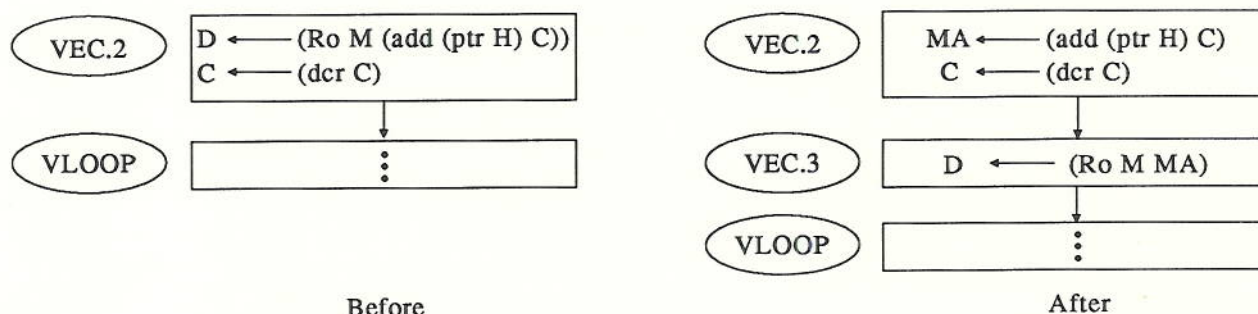 VEC.2
D ← (Ro M (add (ptr H) C))
C ← (dcr C)
VLOOP
Before
VEC.2
MA ← (add (ptr H) C)
C ← (dcr C)
VEC.3
D ← (Ro M MA)
VLOOP
After